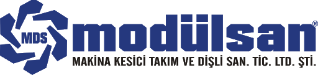 MDS
modülsan®
MAKİNA KESİCİ TAKIM VE DİŞLİ SAN. TİC. LTD. ŞTİ.